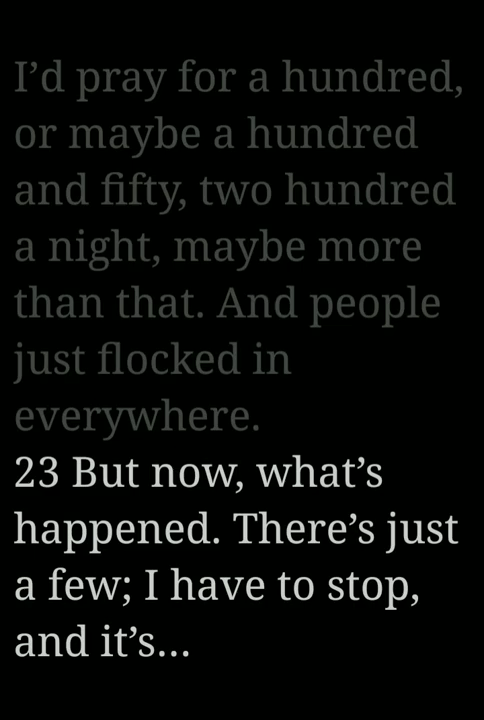 I’d pray for a hundred,
or maybe a hundred
and fifty, two hundred
a night, maybe more
than that. And people
just flocked in
everywhere.
23 But now, what’s
happened. There’s just
a few; I have to stop,
and it’s…